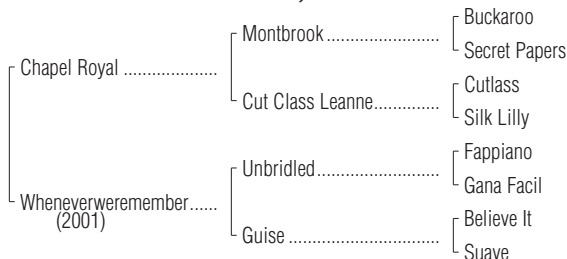 Buckaroo
Montbrook
Secret Papers
Chapel Royal
Cutlass
Cut Class Leanne
Silk Lilly
Fappiano
Unbridled
Gana Facil
Wheneverweremember
(2001)
Believe It
Guise
Suave